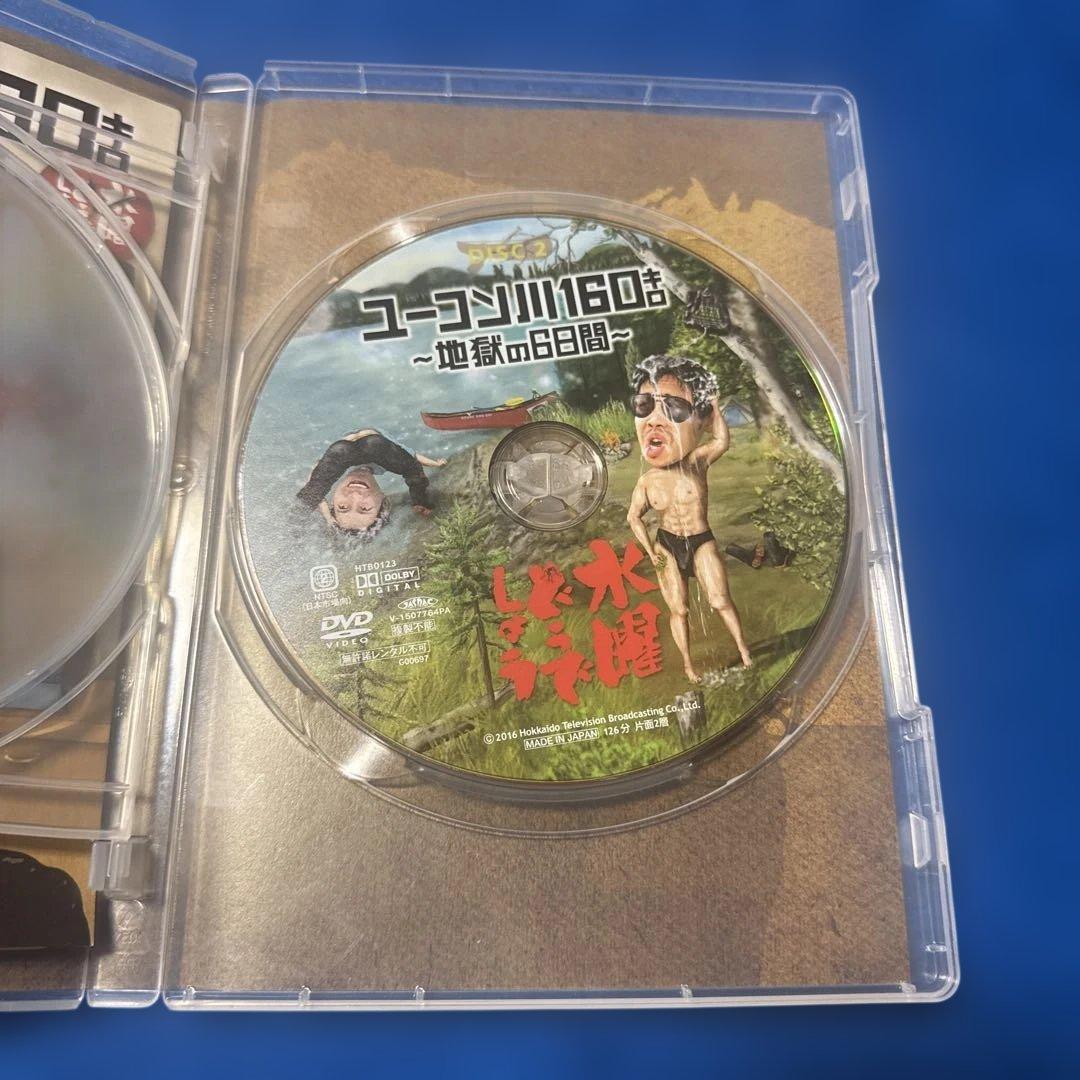 DISC 2
ユーコン川160キロ
～地獄の6日間～
水曜
どうで
しょう
HTB0123
NTSC
日本市場向
DOLBY
DIGITAL
DVD
VIDEO
JASRAC
V-1507764PA
複製不能
無許諾レンタル不可
G00697
©2016 Hokkaido Television Broadcasting Co.,Ltd.
MADE IN JAPAN 126分 片面2層